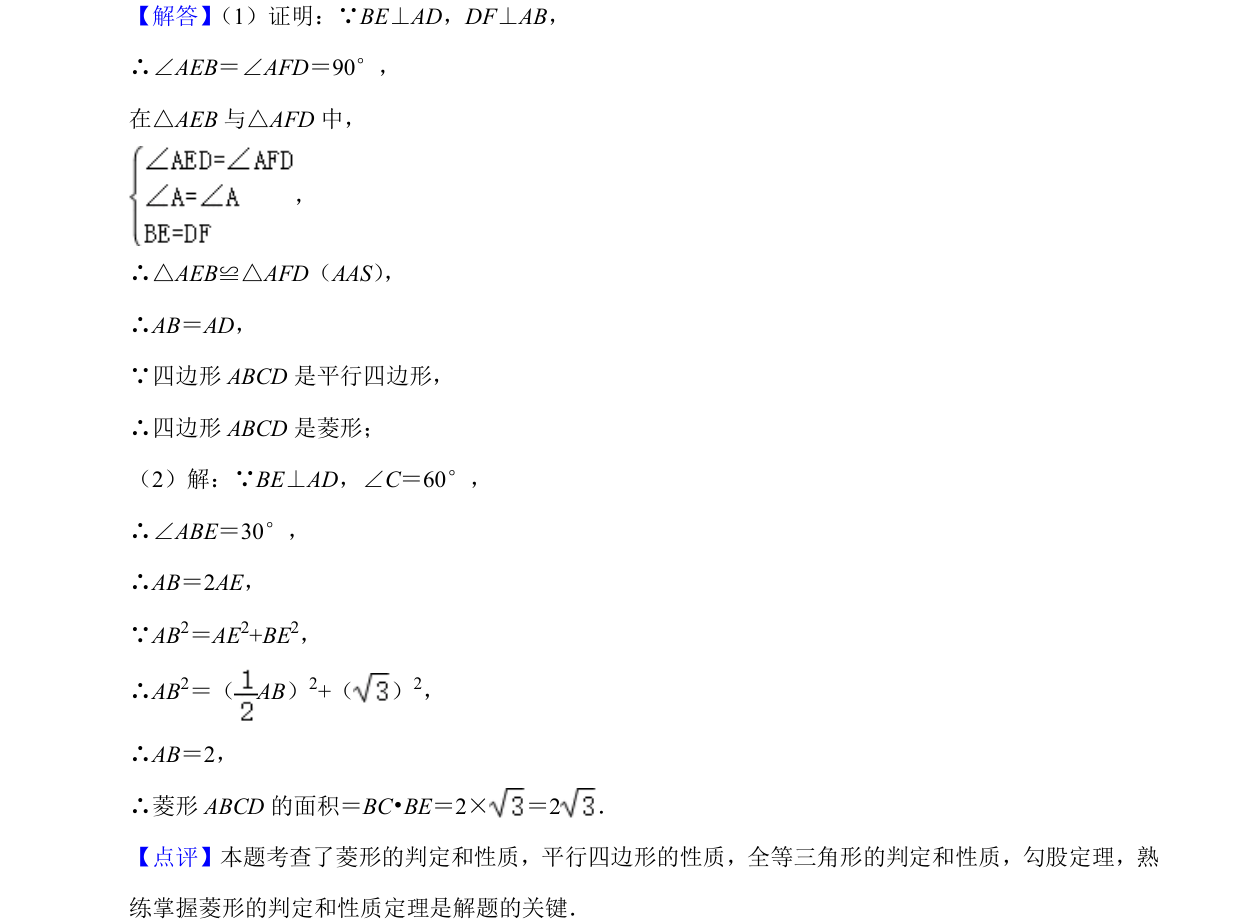 【解答】（1）证明：∵BE⊥AD，DF⊥AB，
∴∠AEB＝∠AFD＝90°，
在△AEB与△AFD中，
{∠AED=∠AFD
∠A=∠A ，
BE=DF
∴△AEB≌△AFD（AAS），
∴AB＝AD，
∵四边形ABCD是平行四边形，
∴四边形ABCD是菱形；
（2）解：∵BE⊥AD，∠C＝60°，
∴∠ABE＝30°，
∴AB＝2AE，
∵AB²＝AE²+BE²，
∴AB²＝（1/2AB）²+（√3）²，
∴AB＝2，
∴菱形ABCD的面积＝BC•BE＝2×√3＝2√3．
【点评】本题考查了菱形的判定和性质，平行四边形的性质，全等三角形的判定和性质，勾股定理，熟
练掌握菱形的判定和性质定理是解题的关键．